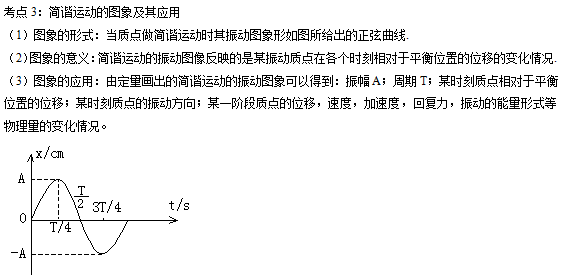 考点3：简谐运动的图象及其应用
（1）图象的形式：当质点做简谐运动时其振动图象形如图所给出的正弦曲线.
（2）图象的意义：简谐运动的振动图像反映的是某振动质点在各个时刻相对于平衡位置的位移的变化情况.
（3）图象的应用：由定量画出的简谐运动的振动图象可以得到：振幅A；周期T；某时刻质点相对于平衡
位置的位移；某时刻质点的振动方向；某一阶段质点的位移，速度，加速度，回复力，振动的能量形式等
物理量的变化情况。
x/cm
A
T/2
3T/4
t/s
O
T/4
-A